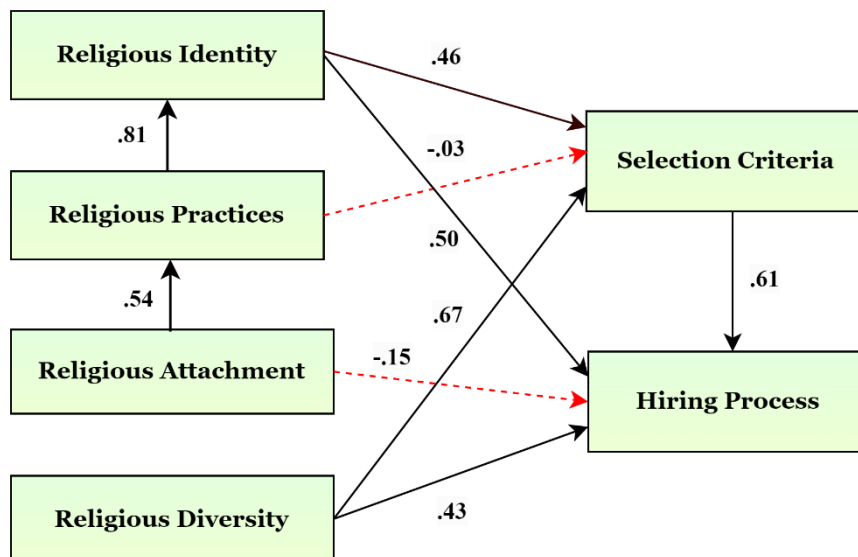 Religious Identity
.46
.81
-.03
Selection Criteria
Religious Practices
.50
.54
.67
.61
Religious Attachment
-.15
Hiring Process
Religious Diversity
.43